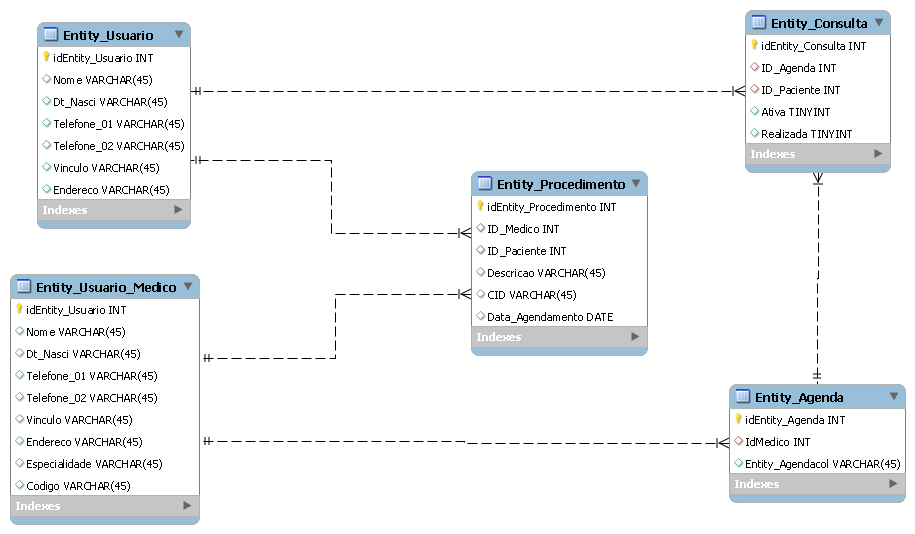 Entity_Usuario
idEntity_Usuario INT
Nome VARCHAR(45)
Dt_Nasci VARCHAR(45)
Telefone_01 VARCHAR(45)
Telefone_02 VARCHAR(45)
Vinculo VARCHAR(45)
Endereco VARCHAR(45)
Indexes
Entity_Consulta
idEntity_Consulta INT
ID_Agenda INT
ID_Paciente INT
Ativa TINYINT
Realizada TINYINT
Indexes
Entity_Procedimento
idEntity_Procedimento INT
ID_Medico INT
ID_Paciente INT
Descricao VARCHAR(45)
CID VARCHAR(45)
Data_Agendamento DATE
Indexes
Entity_Usuario_Medico
idEntity_Usuario INT
Nome VARCHAR(45)
Dt_Nasci VARCHAR(45)
Telefone_01 VARCHAR(45)
Telefone_02 VARCHAR(45)
Vinculo VARCHAR(45)
Endereco VARCHAR(45)
Especialidade VARCHAR(45)
Codigo VARCHAR(45)
Indexes
Entity_Agenda
idEntity_Agenda INT
IdMedico INT
Entity_Agendacol VARCHAR(45)
Indexes